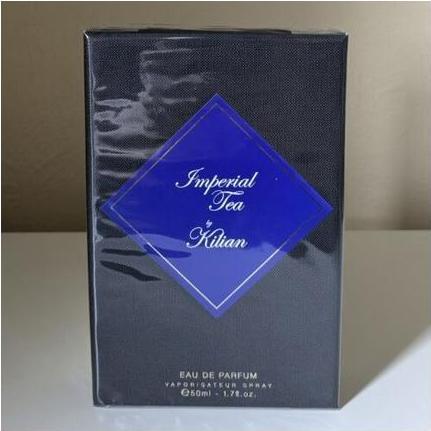 Imperial
Tea
by
Kilian
EAU DE PARFUM
VAPORISATEUR SPRAY
℮50ml - 1.7fl.oz.